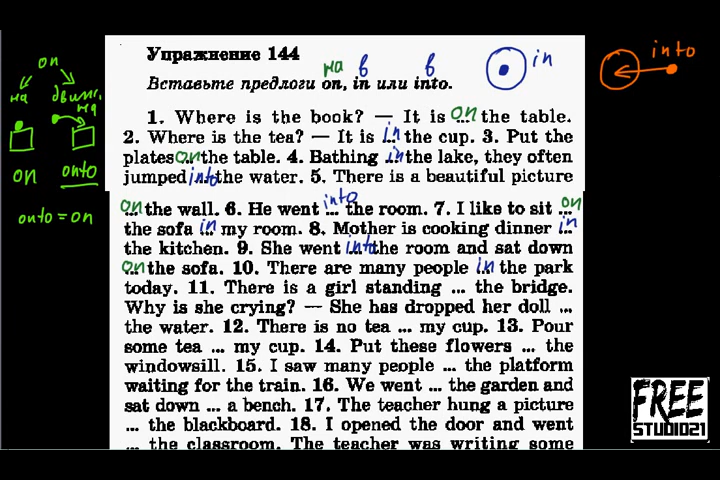 on
на
движ.
на
on
onto
onto = on
Упражнение 144
на в в
Вставьте предлоги on, in или into.
in
into
1. Where is the book? — It is on the table.
2. Where is the tea? — It is in the cup. 3. Put the
plates on the table. 4. Bathing in the lake, they often
jumped into the water. 5. There is a beautiful picture
on the wall. 6. He went into ... the room. 7. I like to sit ... on
the sofa in my room. 8. Mother is cooking dinner in ...
the kitchen. 9. She went into the room and sat down
on the sofa. 10. There are many people in the park
today. 11. There is a girl standing ... the bridge.
Why is she crying? — She has dropped her doll ...
the water. 12. There is no tea ... my cup. 13. Pour
some tea ... my cup. 14. Put these flowers ... the
windowsill. 15. I saw many people ... the platform
waiting for the train. 16. We went ... the garden and
sat down ... a bench. 17. The teacher hung a picture
... the blackboard. 18. I opened the door and went
... the classroom. The teacher was writing some
FREE
STUDIO21